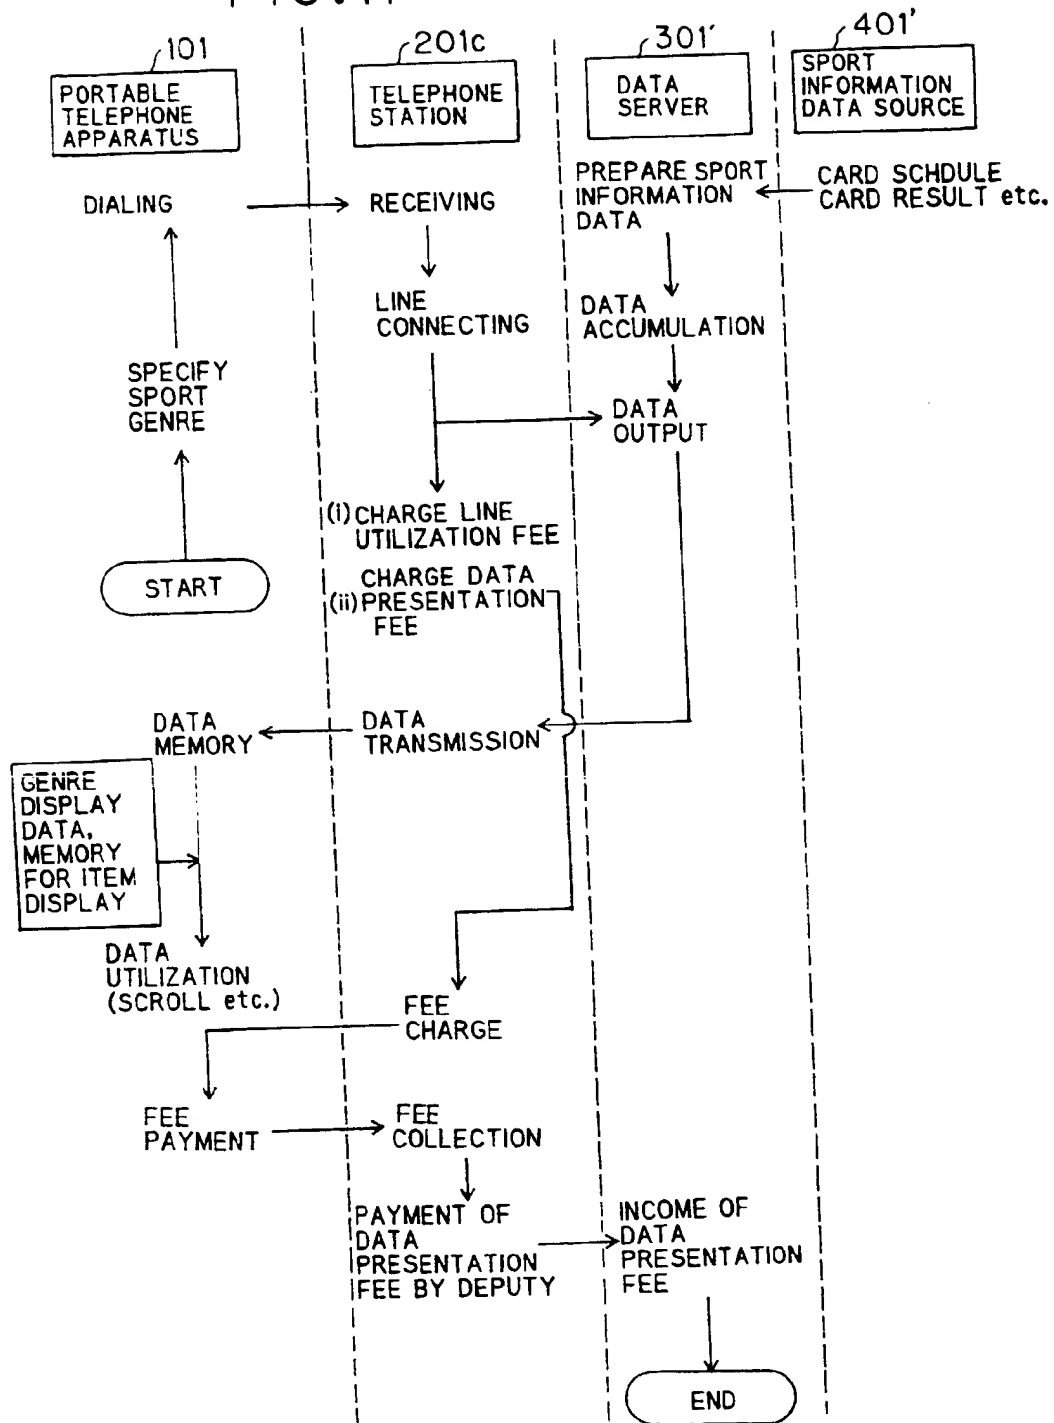 101
PORTABLE
TELEPHONE
APPARATUS
201c
TELEPHONE
STATION
301'
DATA
SERVER
401'
SPORT
INFORMATION
DATA SOURCE
DIALING
RECEIVING
PREPARE SPORT
INFORMATION
DATA
CARD SCHDULE
CARD RESULT etc.
LINE
CONNECTING
DATA
ACCUMULATION
SPECIFY
SPORT
GENRE
DATA
OUTPUT
(i) CHARGE LINE
UTILIZATION FEE
START
CHARGE DATA
(ii) PRESENTATION
FEE
DATA
MEMORY
DATA
TRANSMISSION
GENRE
DISPLAY
DATA,
MEMORY
FOR ITEM
DISPLAY
DATA
UTILIZATION
(SCROLL etc.)
FEE
CHARGE
FEE
PAYMENT
FEE
COLLECTION
PAYMENT OF
DATA
PRESENTATION
FEE BY DEPUTY
INCOME OF
DATA
PRESENTATION
FEE
END